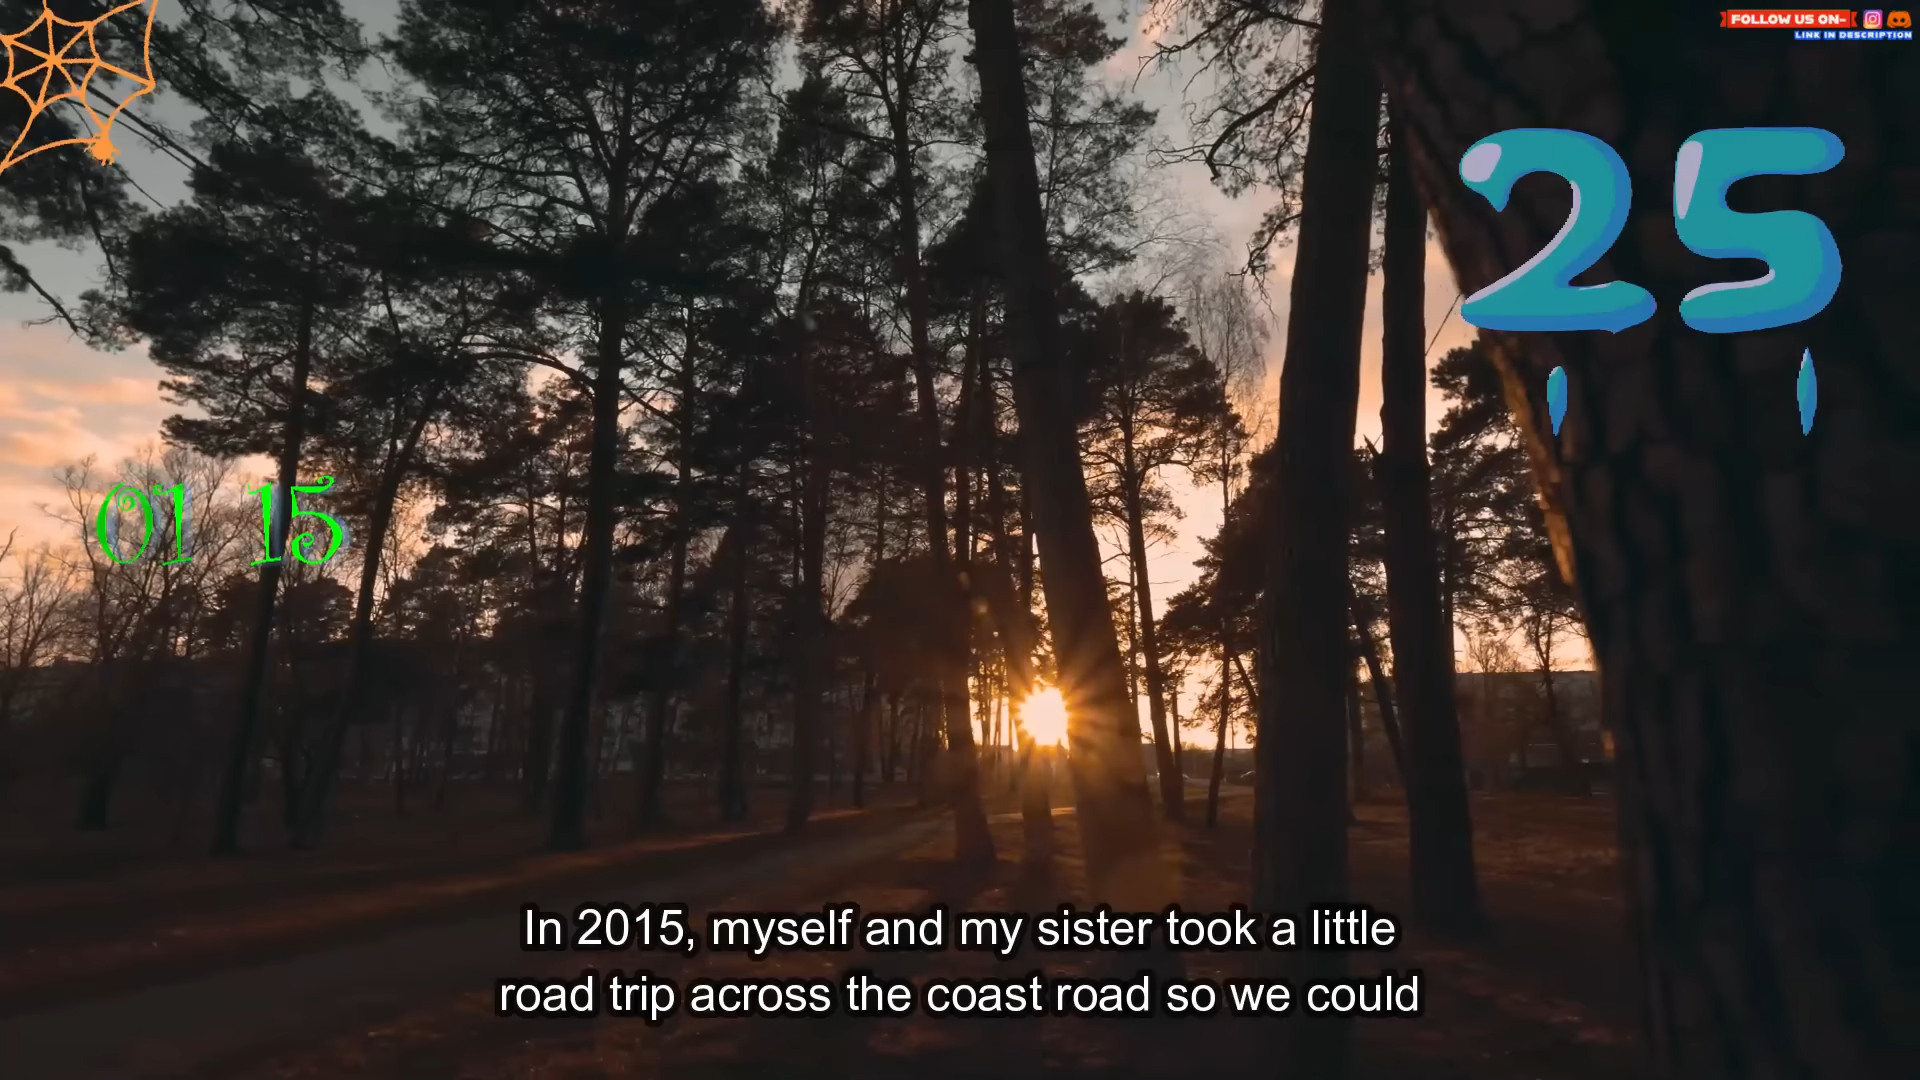 FOLLOW US ON-
LINK IN DESCRIPTION
25
01 15
In 2015, myself and my sister took a little
road trip across the coast road so we could